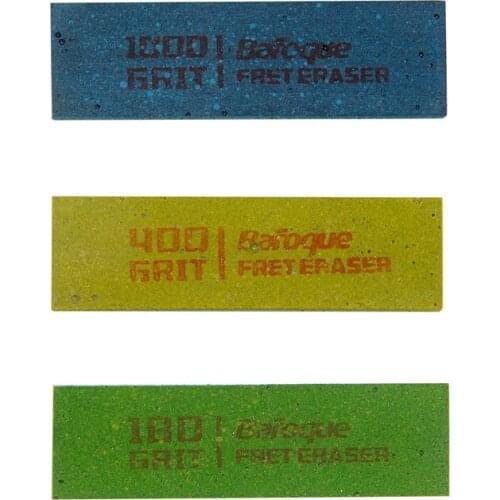 1000 GRIT | Baroque FRET ERASER
400 GRIT | Baroque FRET ERASER
180 GRIT | Baroque FRET ERASER